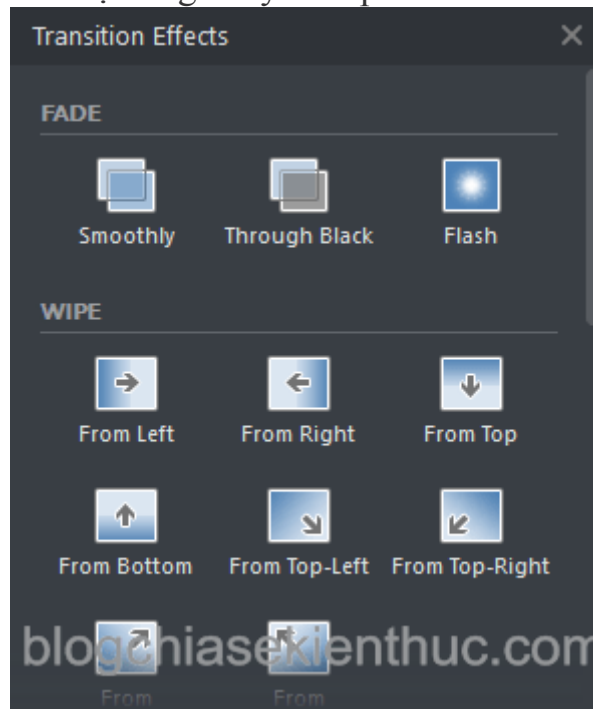 Transition Effects
FADE
Smoothly Through Black Flash
WIPE
From Left From Right From Top
From Bottom From Top-Left From Top-Right
blogchiasekienthuc.com
From From